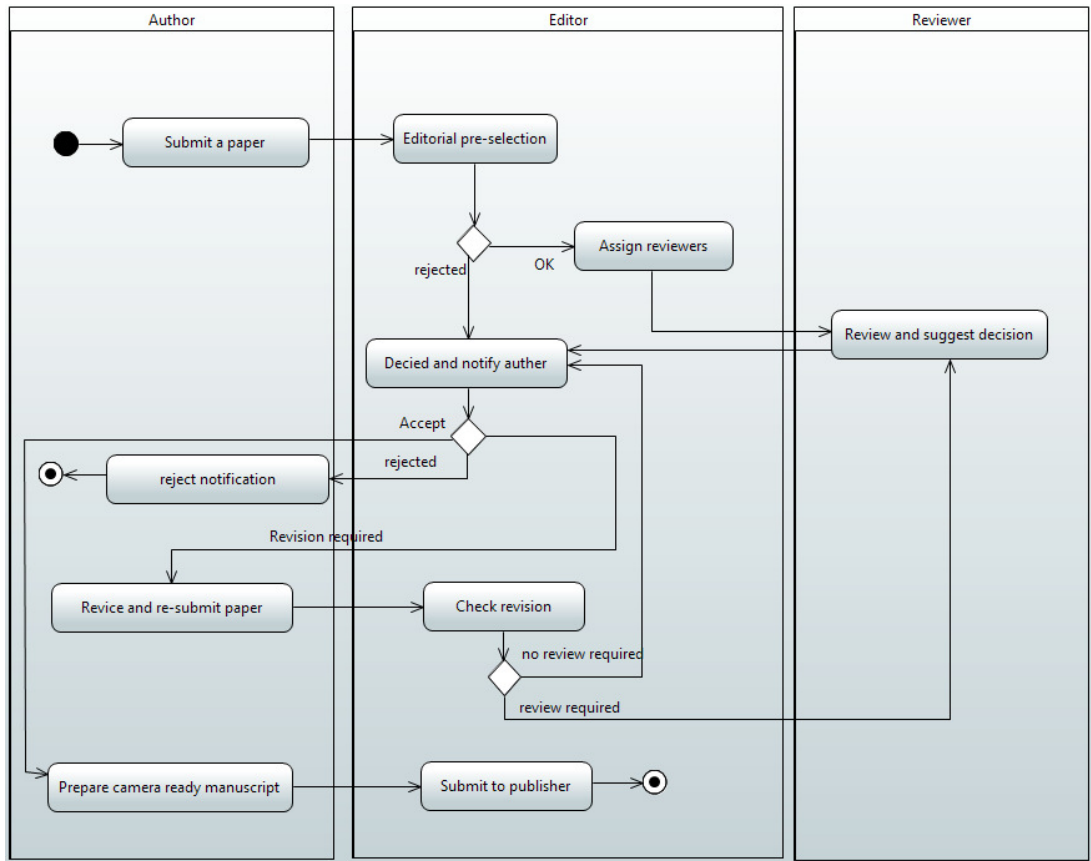 Author
Editor
Reviewer
Submit a paper
Editorial pre-selection
Assign reviewers
OK
rejected
Review and suggest decision
Decied and notify auther
Accept
rejected
reject notification
Revision required
Revice and re-submit paper
Check revision
no review required
review required
Prepare camera ready manuscript
Submit to publisher